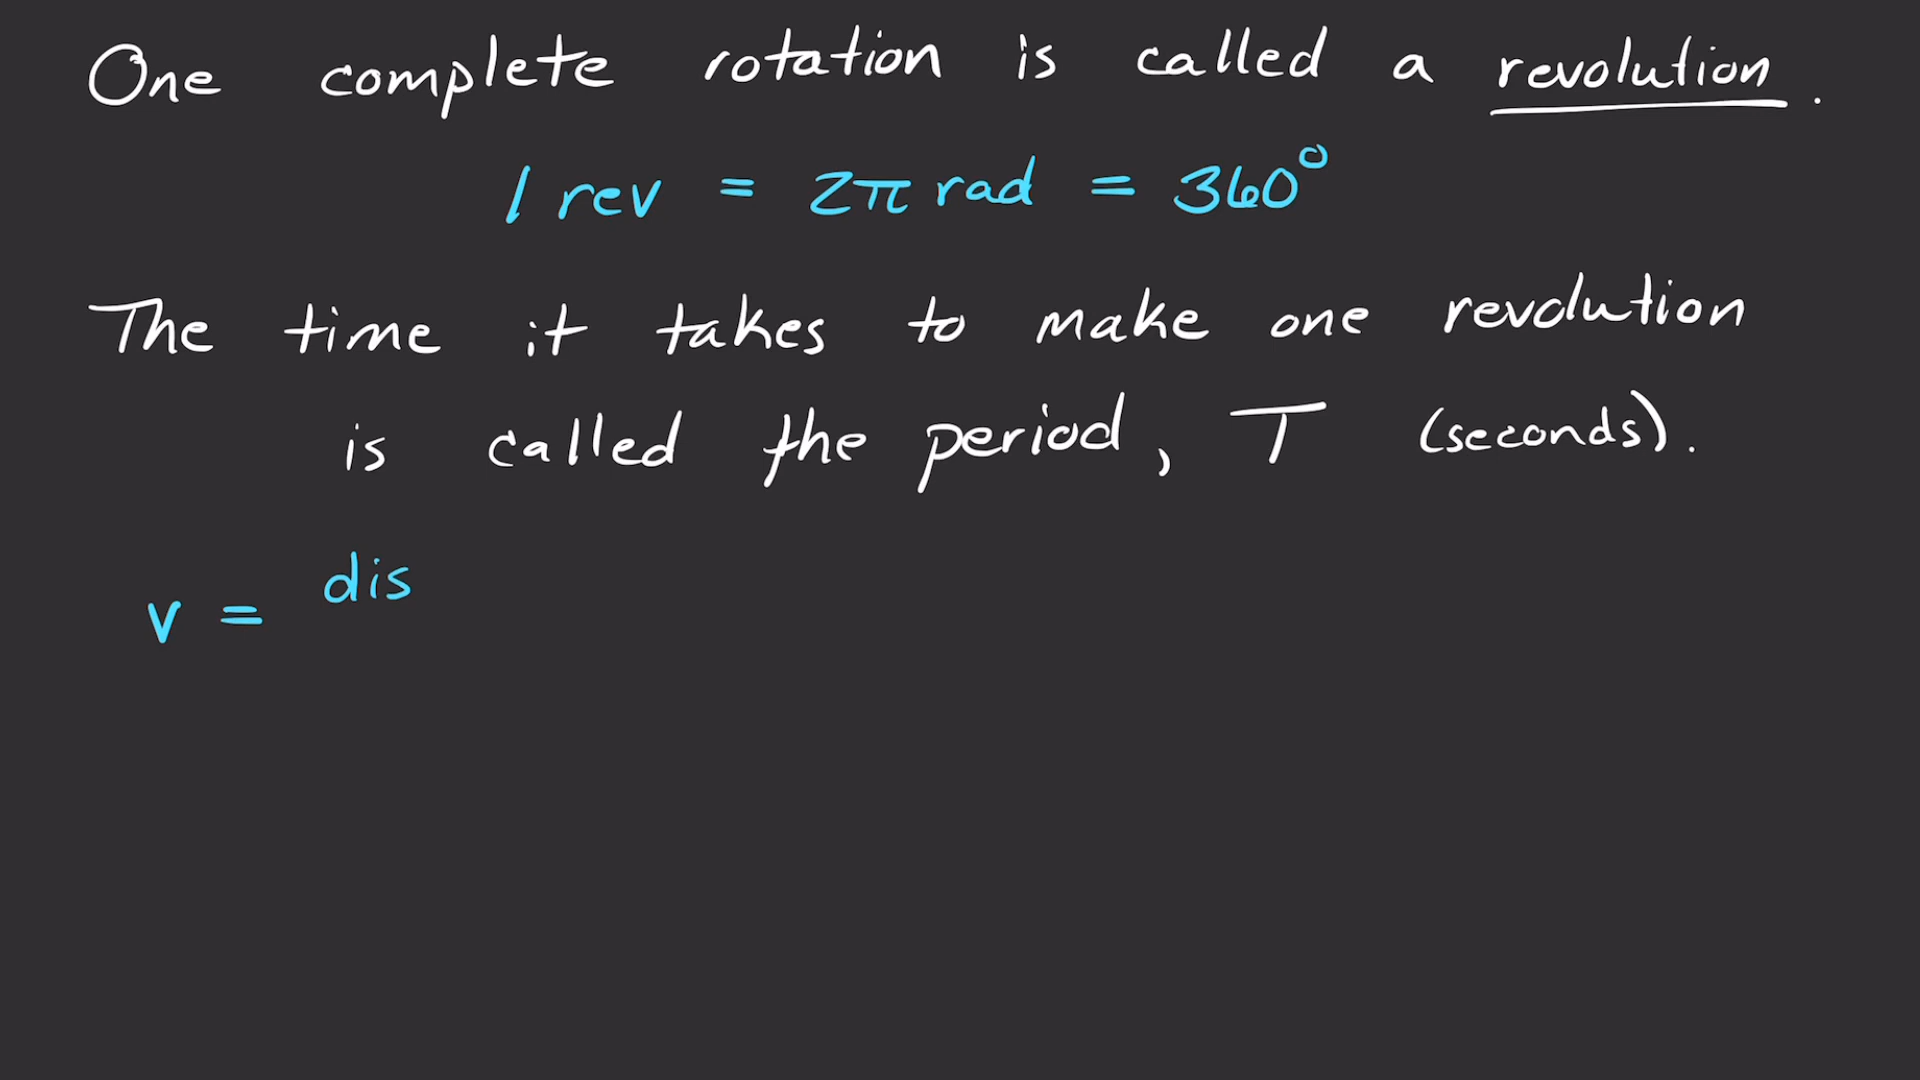 One complete rotation is called a revolution.
1 rev = 2π rad = 360°
The time it takes to make one revolution
is called the period, T (seconds).
v = dis